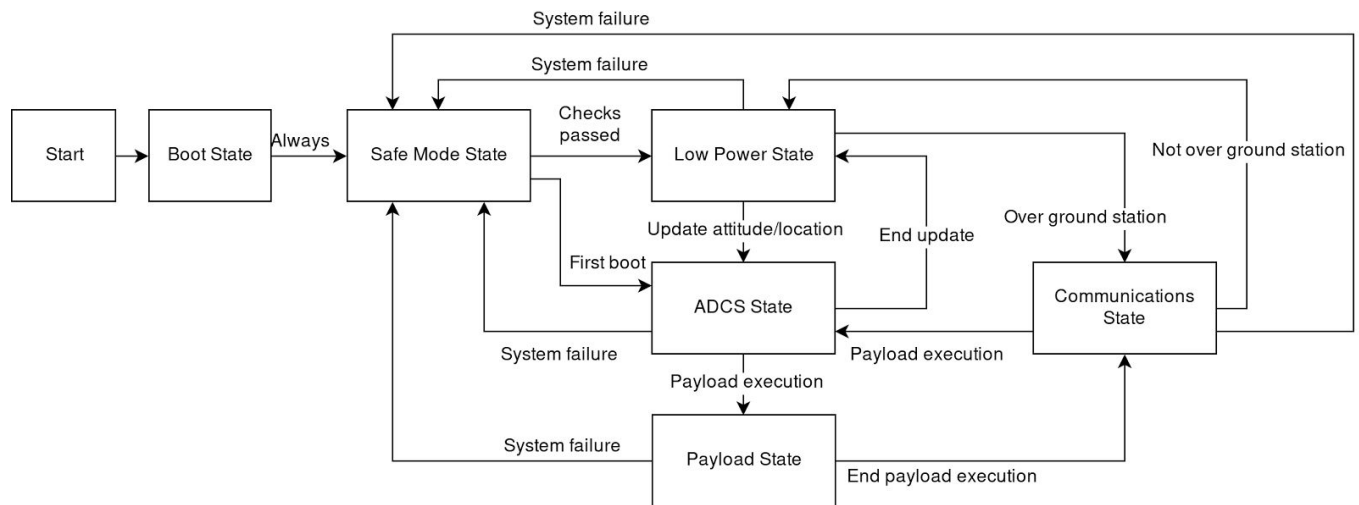 System failure
System failure
Checks
passed
Start
Boot State
Always
Safe Mode State
Low Power State
Not over ground station
Update attitude/location
End update
Over ground station
First boot
ADCS State
Communications
State
System failure
Payload execution
Payload execution
System failure
Payload State
End payload execution